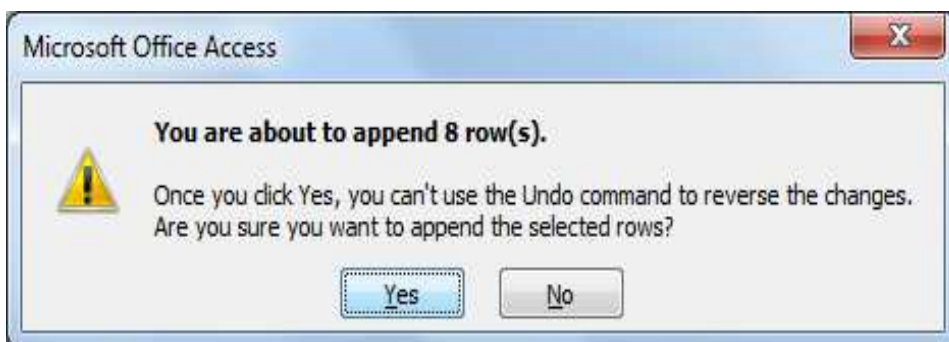 Microsoft Office Access
You are about to append 8 row(s).
Once you click Yes, you can't use the Undo command to reverse the changes.
Are you sure you want to append the selected rows?
Yes
No